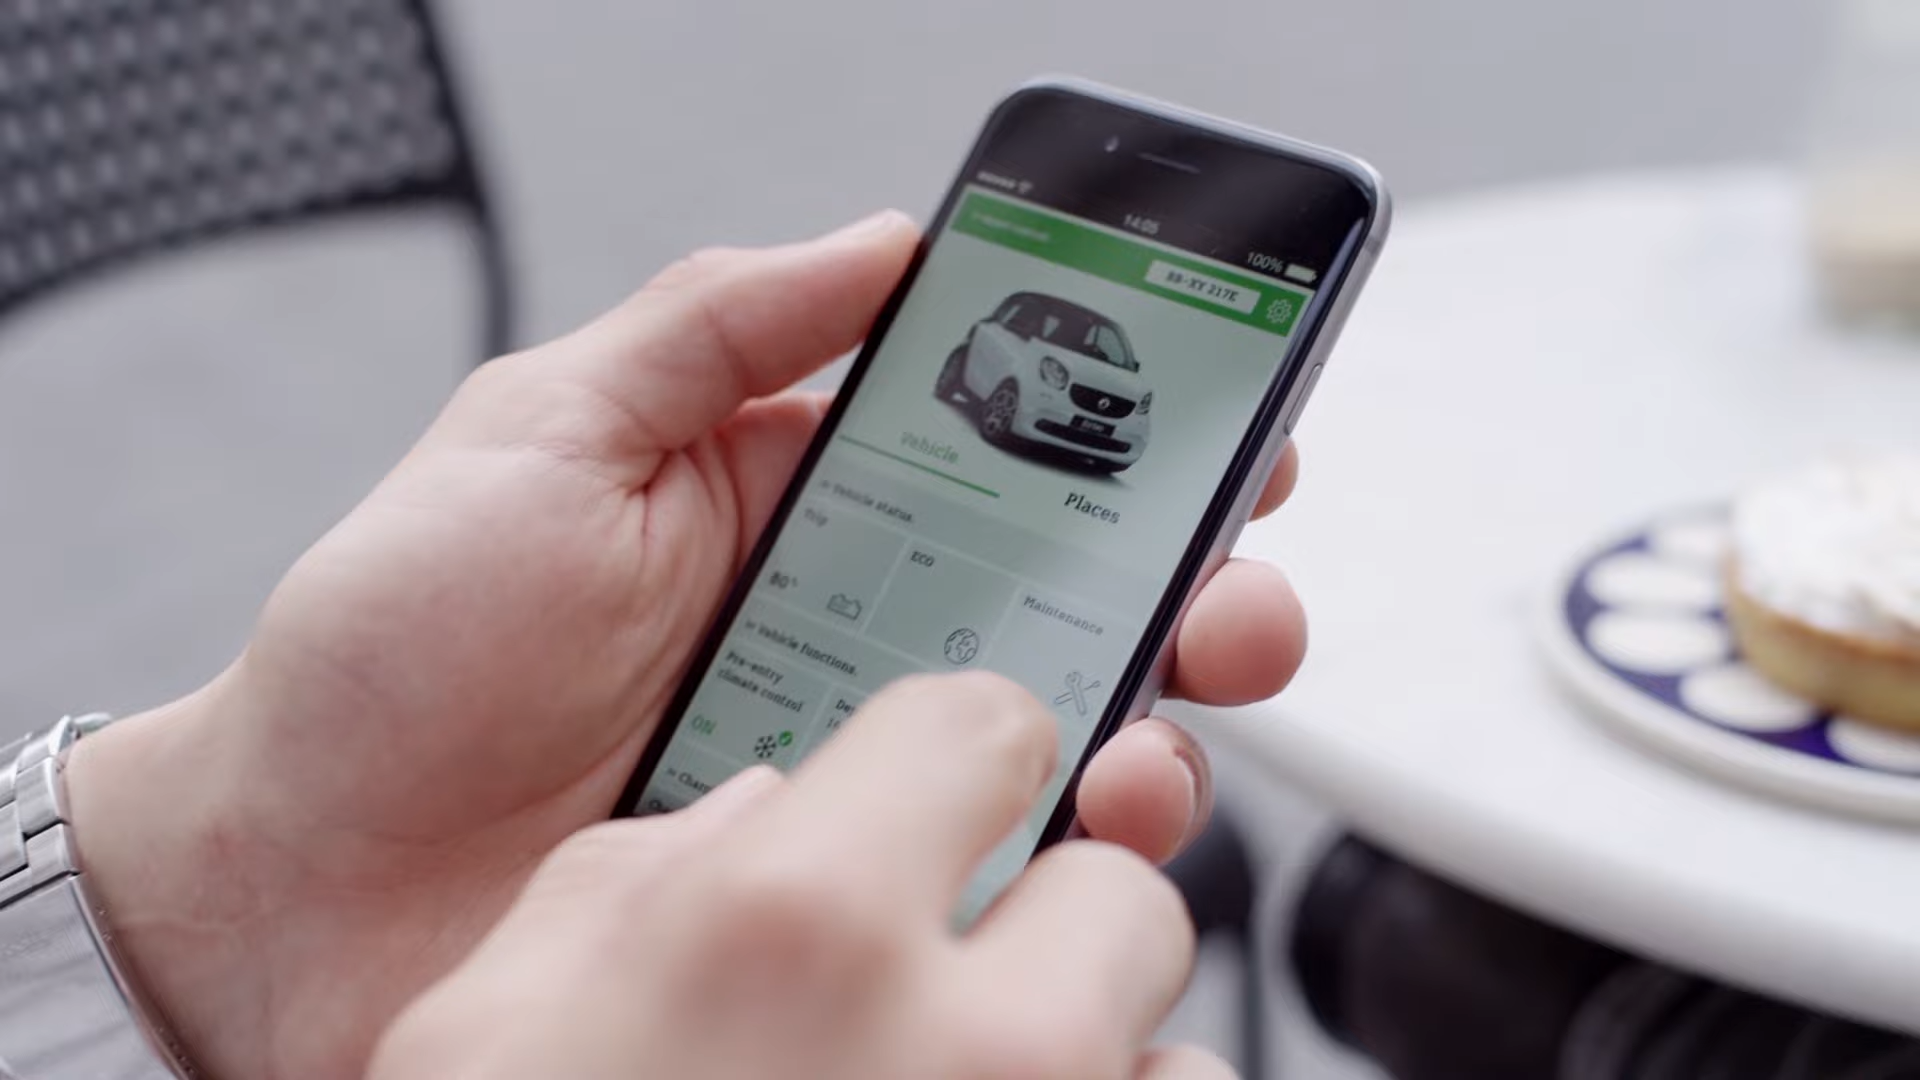 14:05
100%
BB-XY 217E
Vehicle
Places
>> Vehicle status.
Trip
ECO
Maintenance
80%
>> Vehicle functions.
Pre-entry
climate control
ON